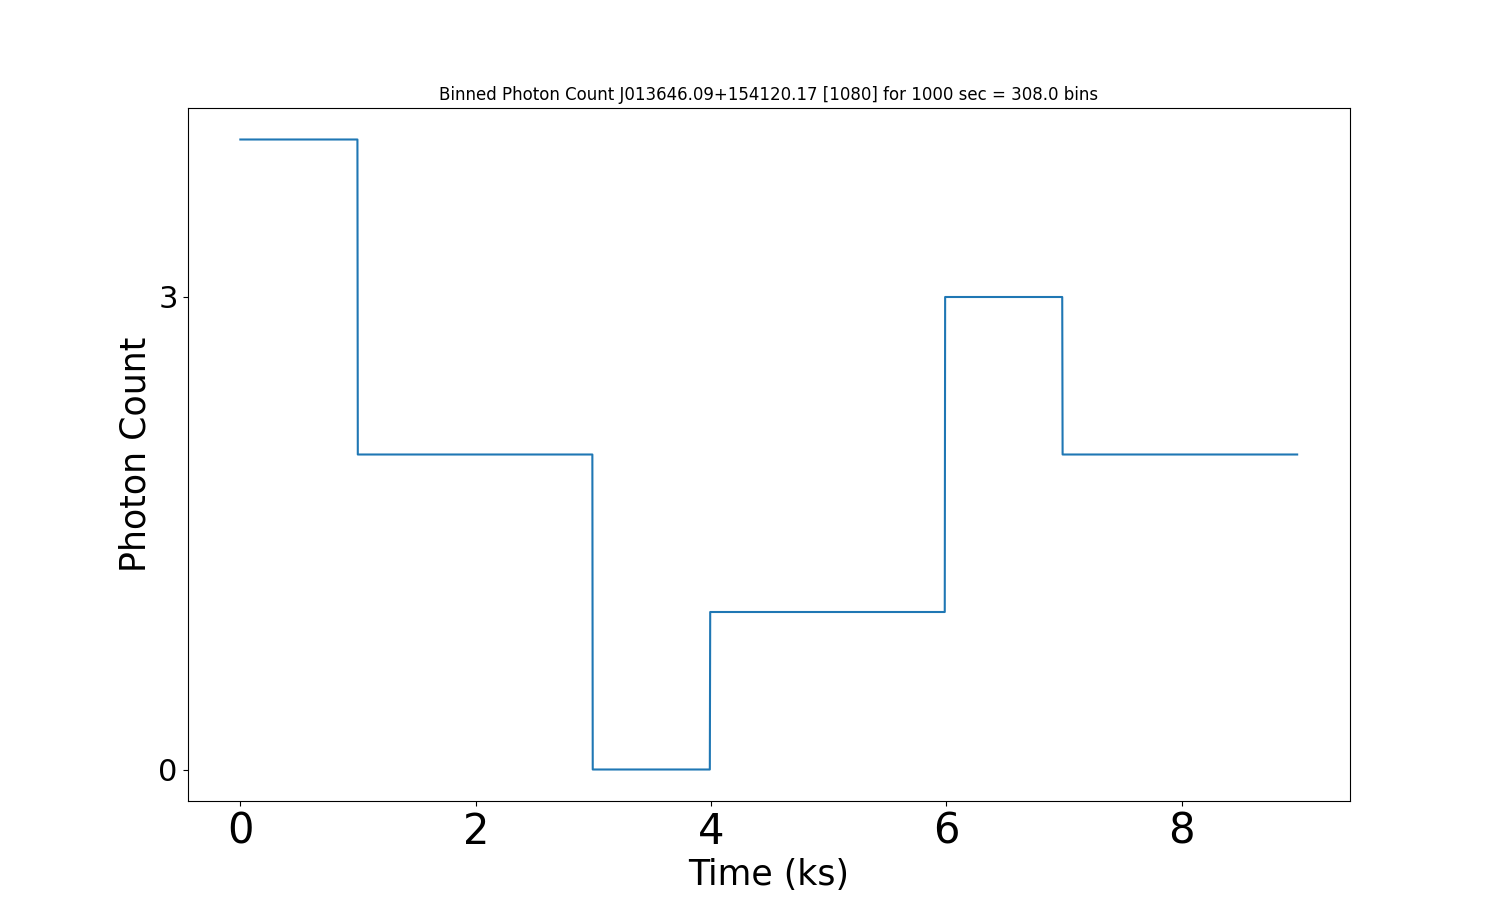 Binned Photon Count J013646.09+154120.17 [1080] for 1000 sec = 308.0 bins
Photon Count
3
0
0 2 4 6 8
Time (ks)